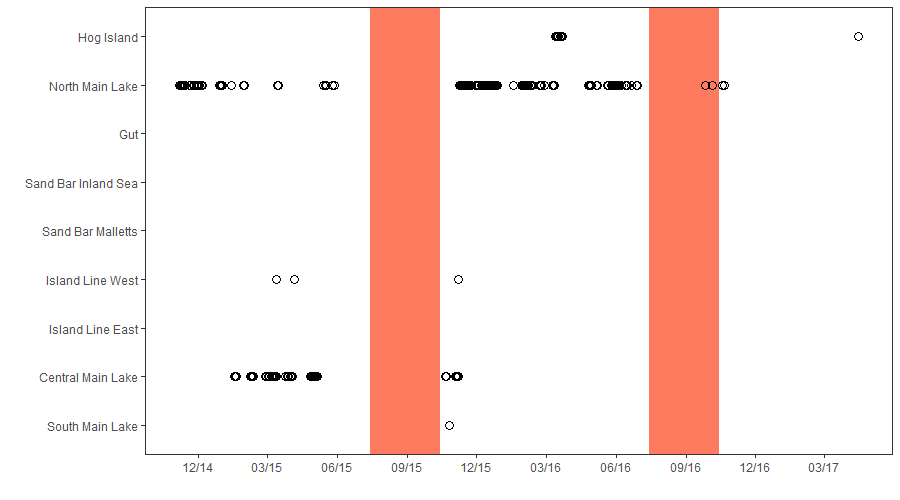 Hog Island
North Main Lake
Gut
Sand Bar Inland Sea
Sand Bar Malletts
Island Line West
Island Line East
Central Main Lake
South Main Lake
12/14 03/15 06/15 09/15 12/15 03/16 06/16 09/16 12/16 03/17